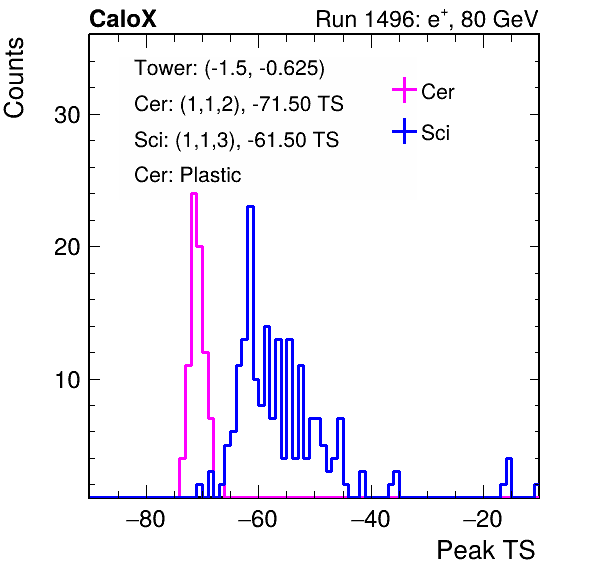 CaloX Run 1496: e⁺, 80 GeV
Counts
Tower: (-1.5, -0.625)
Cer: (1,1,2), -71.50 TS
Sci: (1,1,3), -61.50 TS
Cer: Plastic
Cer
Sci
30
20
10
−80 −60 −40 −20
Peak TS